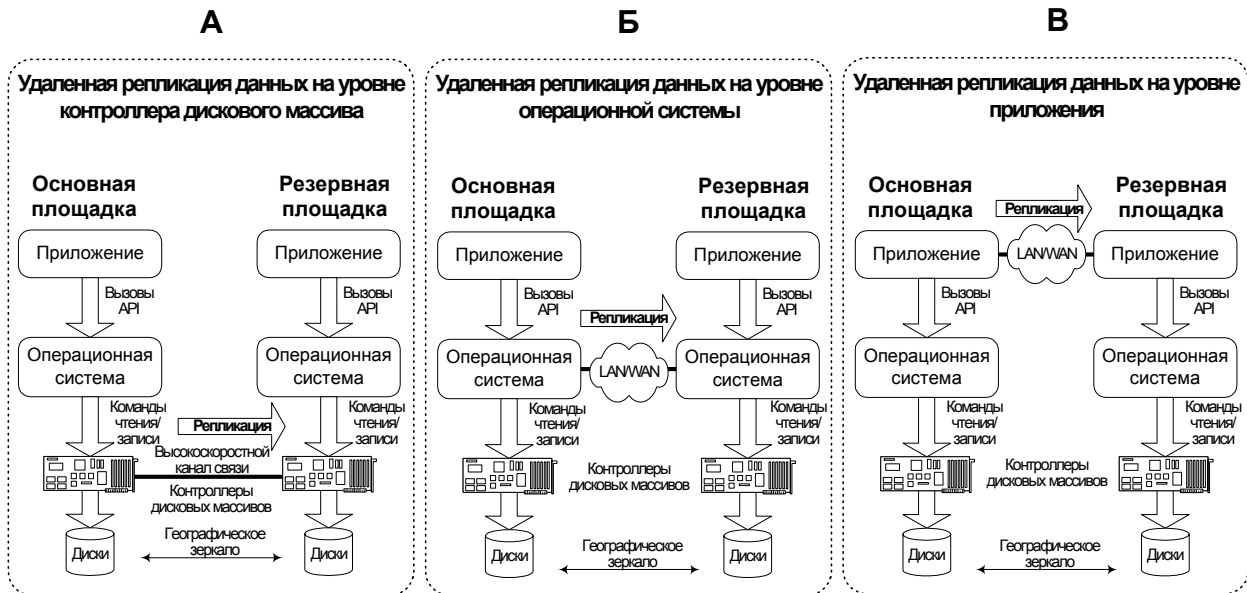 А
Удаленная репликация данных на уровне
контроллера дискового массива
Основная
площадка
Резервная
площадка
Приложение
Приложение
Вызовы
API
Вызовы
API
Операционная
система
Операционная
система
Команды
чтения/
записи
Репликация
Команды
чтения/
записи
Высокоскоростной
канал связи
Контроллеры
дисковых массивов
Диски
Географическое
зеркало
Диски
Б
Удаленная репликация данных на уровне
операционной системы
Основная
площадка
Резервная
площадка
Приложение
Приложение
Вызовы
API
Вызовы
API
Репликация
Операционная
система
LAN/WAN
Операционная
система
Команды
чтения/
записи
Команды
чтения/
записи
Контроллеры
дисковых массивов
Диски
Географическое
зеркало
Диски
В
Удаленная репликация данных на уровне
приложения
Основная
площадка
Резервная
площадка
Репликация
Приложение
LAN/WAN
Приложение
Вызовы
API
Вызовы
API
Операционная
система
Операционная
система
Команды
чтения/
записи
Команды
чтения/
записи
Контроллеры
дисковых массивов
Диски
Географическое
зеркало
Диски